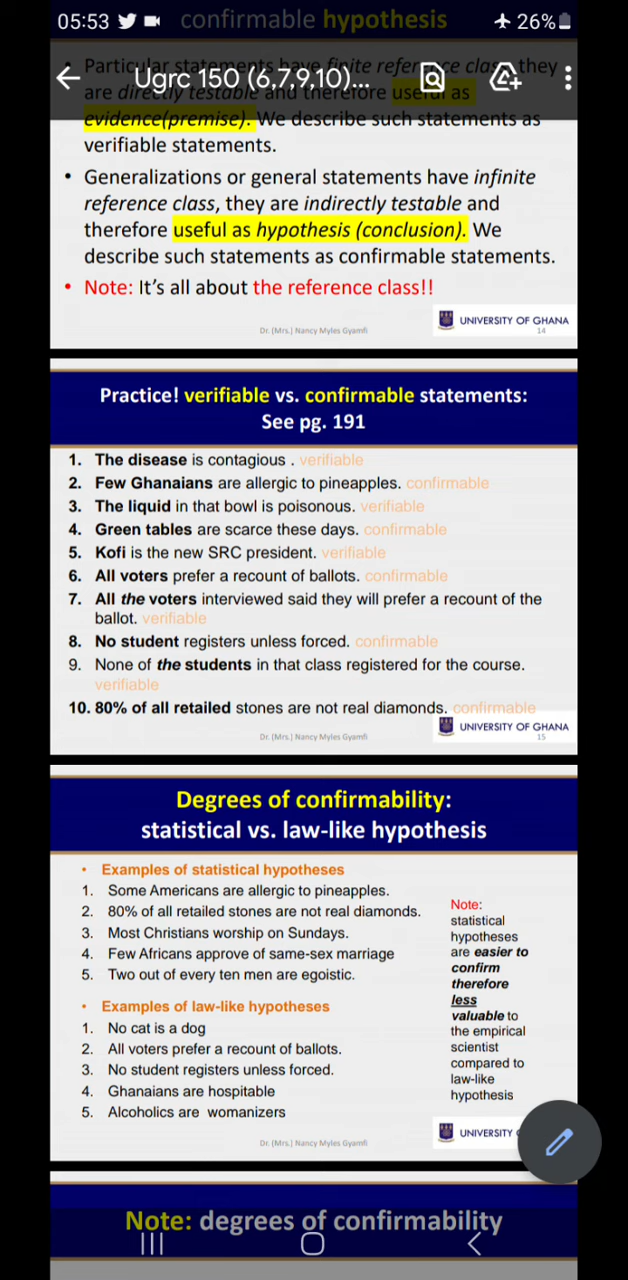 05:53 26%
confirmable hypothesis
• Particular statements have finite reference class, they
Ugrc 150 (6,7,9,10)...
are directly testable and therefore useful as
evidence(premise). We describe such statements as
verifiable statements.
• Generalizations or general statements have infinite
reference class, they are indirectly testable and
therefore useful as hypothesis (conclusion). We
describe such statements as confirmable statements.
• Note: It's all about the reference class!!
Dr. (Mrs.) Nancy Myles Gyamfi
UNIVERSITY OF GHANA
14
Practice! verifiable vs. confirmable statements:
See pg. 191
1. The disease is contagious . verifiable
2. Few Ghanaians are allergic to pineapples. confirmable
3. The liquid in that bowl is poisonous. verifiable
4. Green tables are scarce these days. confirmable
5. Kofi is the new SRC president. verifiable
6. All voters prefer a recount of ballots. confirmable
7. All the voters interviewed said they will prefer a recount of the
ballot. verifiable
8. No student registers unless forced. confirmable
9. None of the students in that class registered for the course.
verifiable
10. 80% of all retailed stones are not real diamonds. confirmable
Dr. (Mrs.) Nancy Myles Gyamfi
UNIVERSITY OF GHANA
15
Degrees of confirmability:
statistical vs. law-like hypothesis
• Examples of statistical hypotheses
1. Some Americans are allergic to pineapples.
2. 80% of all retailed stones are not real diamonds.
3. Most Christians worship on Sundays.
4. Few Africans approve of same-sex marriage
5. Two out of every ten men are egoistic.
• Examples of law-like hypotheses
1. No cat is a dog
2. All voters prefer a recount of ballots.
3. No student registers unless forced.
4. Ghanaians are hospitable
5. Alcoholics are womanizers
Note:
statistical
hypotheses
are easier to
confirm
therefore
less
valuable to
the empirical
scientist
compared to
law-like
hypothesis
Dr. (Mrs.) Nancy Myles Gyamfi
UNIVERSITY
Note: degrees of confirmability